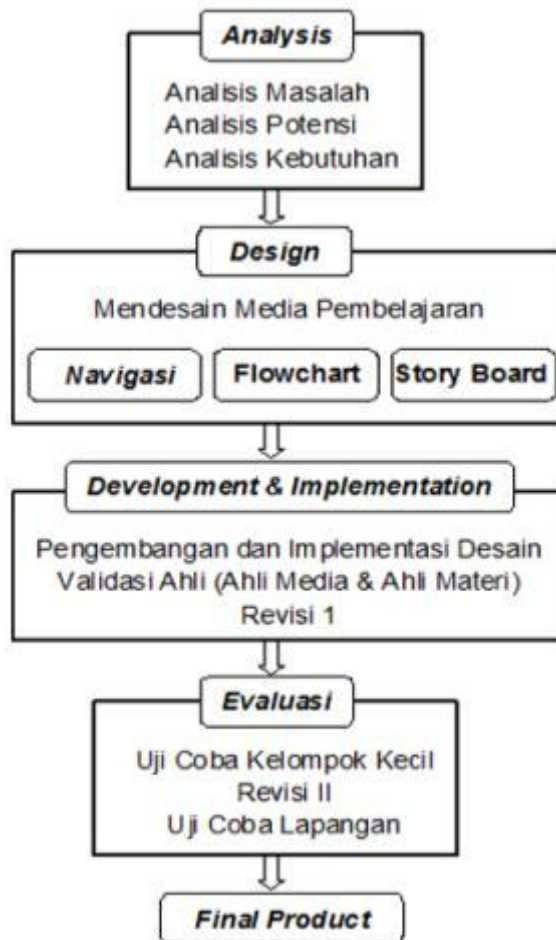 Analysis
Analisis Masalah
Analisis Potensi
Analisis Kebutuhan
Design
Mendesain Media Pembelajaran
Navigasi Flowchart Story Board
Development & Implementation
Pengembangan dan Implementasi Desain
Validasi Ahli (Ahli Media & Ahli Materi)
Revisi 1
Evaluasi
Uji Coba Kelompok Kecil
Revisi II
Uji Coba Lapangan
Final Product